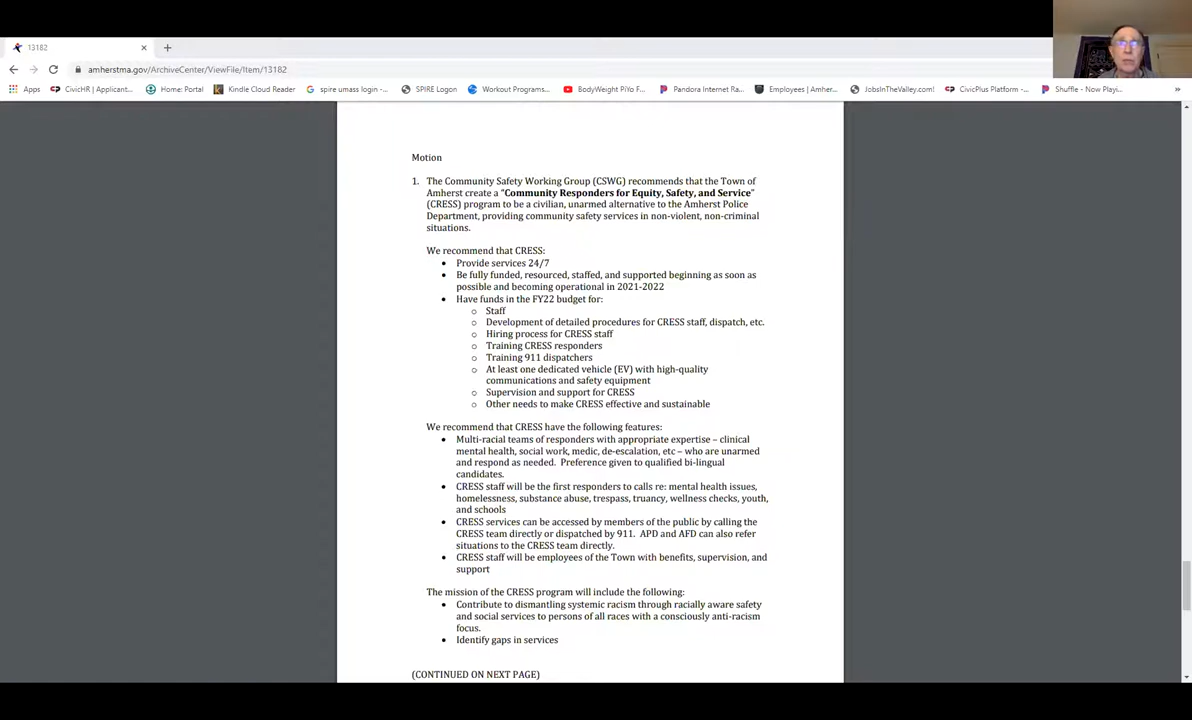 13182
amherstma.gov/ArchiveCenter/ViewFile/Item/13182
Apps CivicHR | Applicant... Home: Portal Kindle Cloud Reader spire umass login -... SPIRE Logon Workout Programs... BodyWeight PiYo F... Pandora Internet Ra... Employees | Amher... JobsInTheValley.com! CivicPlus Platform -... Shuffle - Now Playi... »
Motion
1. The Community Safety Working Group (CSWG) recommends that the Town of
Amherst create a "Community Responders for Equity, Safety, and Service"
(CRESS) program to be a civilian, unarmed alternative to the Amherst Police
Department, providing community safety services in non-violent, non-criminal
situations.
We recommend that CRESS:
• Provide services 24/7
• Be fully funded, resourced, staffed, and supported beginning as soon as
possible and becoming operational in 2021-2022
• Have funds in the FY22 budget for:
o Staff
o Development of detailed procedures for CRESS staff, dispatch, etc.
o Hiring process for CRESS staff
o Training CRESS responders
o Training 911 dispatchers
o At least one dedicated vehicle (EV) with high-quality
communications and safety equipment
o Supervision and support for CRESS
o Other needs to make CRESS effective and sustainable
We recommend that CRESS have the following features:
• Multi-racial teams of responders with appropriate expertise – clinical
mental health, social work, medic, de-escalation, etc – who are unarmed
and respond as needed. Preference given to qualified bi-lingual
candidates.
• CRESS staff will be the first responders to calls re: mental health issues,
homelessness, substance abuse, trespass, truancy, wellness checks, youth,
and schools
• CRESS services can be accessed by members of the public by calling the
CRESS team directly or dispatched by 911. APD and AFD can also refer
situations to the CRESS team directly.
• CRESS staff will be employees of the Town with benefits, supervision, and
support
The mission of the CRESS program will include the following:
• Contribute to dismantling systemic racism through racially aware safety
and social services to persons of all races with a consciously anti-racism
focus.
• Identify gaps in services
(CONTINUED ON NEXT PAGE)